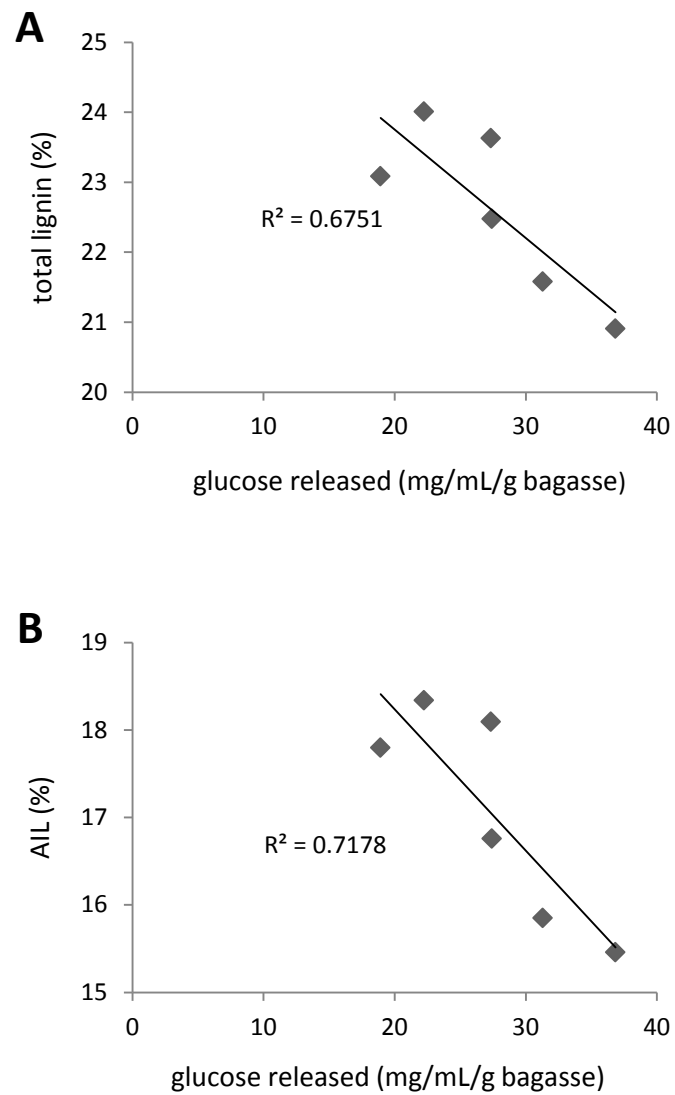 A
25
24
23
22
21
20
total lignin (%)
R² = 0.6751
0
10
20
30
40
glucose released (mg/mL/g bagasse)
B
19
18
17
16
15
AIL (%)
R² = 0.7178
0
10
20
30
40
glucose released (mg/mL/g bagasse)